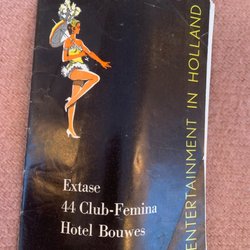 Extase
44 Club-Femina
Hotel Bouwes
ENTERTAINMENT IN HOLLAND